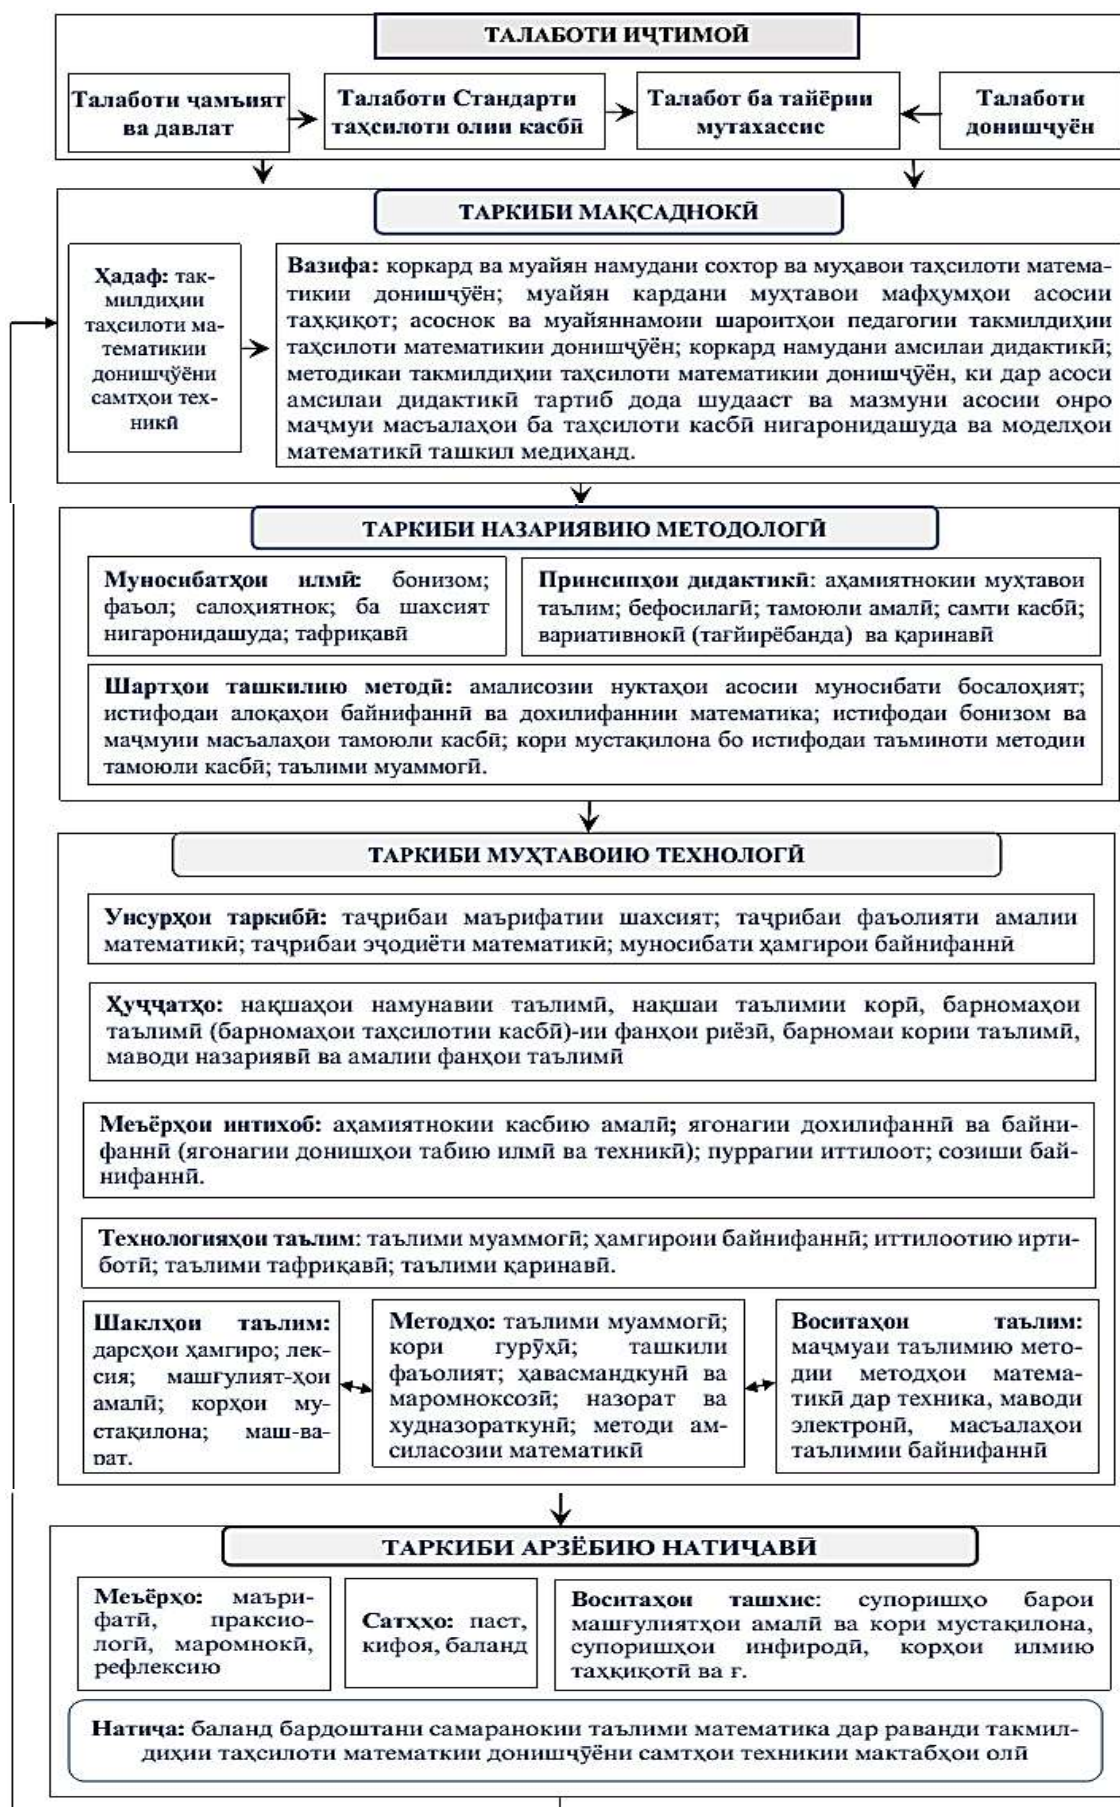 ТАЛАБОТИ ИҶТИМОӢ
Талаботи ҷамъият
ва давлат
Талаботи Стандарти
таҳсилоти олии касбӣ
Талабот ба тайёрии
мутахассис
Талаботи
донишҷуён
ТАРКИБИ МАҚСАДНОКӢ
Ҳадаф: так-
милдиҳии
таҳсилоти ма-
тематикии
донишҷӯёни
самтҳои тех-
никӣ
Вазифа: коркард ва муайян намудани сохтор ва муҳавои таҳсилоти матема-
тикии донишҷӯён; муайян кардани муҳтавои мафҳумҳои асосии
таҳқиқот; асоснок ва муайяннамоии шароитҳои педагогии такмилдиҳии
таҳсилоти математикии донишҷӯён; коркард намудани амсилаи дидактикӣ;
методикаи такмилдиҳии таҳсилоти математикии донишҷӯён, ки дар асоси
амсилаи дидактикӣ тартиб дода шудааст ва мазмуни асосии онро
маҷмуи масъалаҳои ба таҳсилоти касбӣ нигаронидашуда ва моделҳои
математикӣ ташкил медиҳанд.
ТАРКИБИ НАЗАРИЯВИЮ МЕТОДОЛОГӢ
Муносибатҳои илмӣ: бонизом;
фаъол; салоҳиятнок; ба шахсият
нигаронидашуда; тафриқавӣ
Принсипҳои дидактикӣ: аҳамиятнокии муҳтавои
таълим; бефосилагӣ; тамоюли амалӣ; самти касбӣ;
вариативнокӣ (тағйирёбанда) ва қаринавӣ
Шартҳои ташкилию методӣ: амалисозии нуктаҳои асосии муносибати босалоҳият;
истифодаи алоқаҳои байнифаннӣ ва дохилифаннии математика; истифодаи бонизом ва
маҷмуии масъалаҳои тамоюли касбӣ; кори мустақилона бо истифодаи таъминоти методии
тамоюли касбӣ; таълими муаммогӣ.
ТАРКИБИ МУҲТАВОИЮ ТЕХНОЛОГӢ
Унсурҳои таркибӣ: таҷрибаи маърифатии шахсият; таҷрибаи фаъолияти амалии
математикӣ; таҷрибаи эҷодиёти математикӣ; муносибати ҳамгирои байнифаннӣ
Ҳуҷҷатҳо: нақшаҳои намунавии таълимӣ, нақшаи таълимии корӣ, барномаҳои
таълимӣ (барномаҳои таҳсилотии касбӣ)-ии фанҳои риёзӣ, барномаи кории таълимӣ,
маводи назариявӣ ва амалии фанҳои таълимӣ
Меъёрҳои интихоб: аҳамиятнокии касбию амалӣ; ягонагии дохилифаннӣ ва байни-
фаннӣ (ягонагии донишҳои табию илмӣ ва техникӣ); пуррагии иттилоот; созиши бай-
нифаннӣ.
Технологияҳои таълим: таълими муаммогӣ; ҳамгироии байнифаннӣ; иттилоотию ирти-
ботӣ; таълими тафриқавӣ; таълими қаринавӣ.
Шаклҳои таълим:
дарсҳои ҳамгиро; лек-
сия; машғулият-ҳои
амалӣ; корҳои му-
стақилона; маш-ва-
рат.
Методҳо: таълими муаммогӣ;
кори гурӯҳӣ; ташкили
фаъолият; ҳавасмандкунӣ ва
маромноксозӣ; назорат ва
худназораткунӣ; методи ам-
силасозии математикӣ
Воситаҳои таълим:
маҷмуаи таълимию мето-
дии методҳои матема-
тикӣ дар техника, маводи
электронӣ, масъалаҳои
таълимии байнифаннӣ
ТАРКИБИ АРЗЁБИЮ НАТИҶАВӢ
Меъёрҳо: маъри-
фатӣ, праксио-
логӣ, маромнокӣ,
рефлексию
Сатҳҳо: паст,
кифоя, баланд
Воситаҳои ташхис: супоришҳо барои
машғулиятҳои амалӣ ва кори мустақилона,
супоришҳои инфиродӣ, корҳои илмию
таҳқиқотӣ ва ғ.
Натиҷа: баланд бардоштани самаранокии таълими математика дар раванди такмил-
диҳии таҳсилоти математкии донишҷӯёни самтҳои техникии мактабҳои олӣ